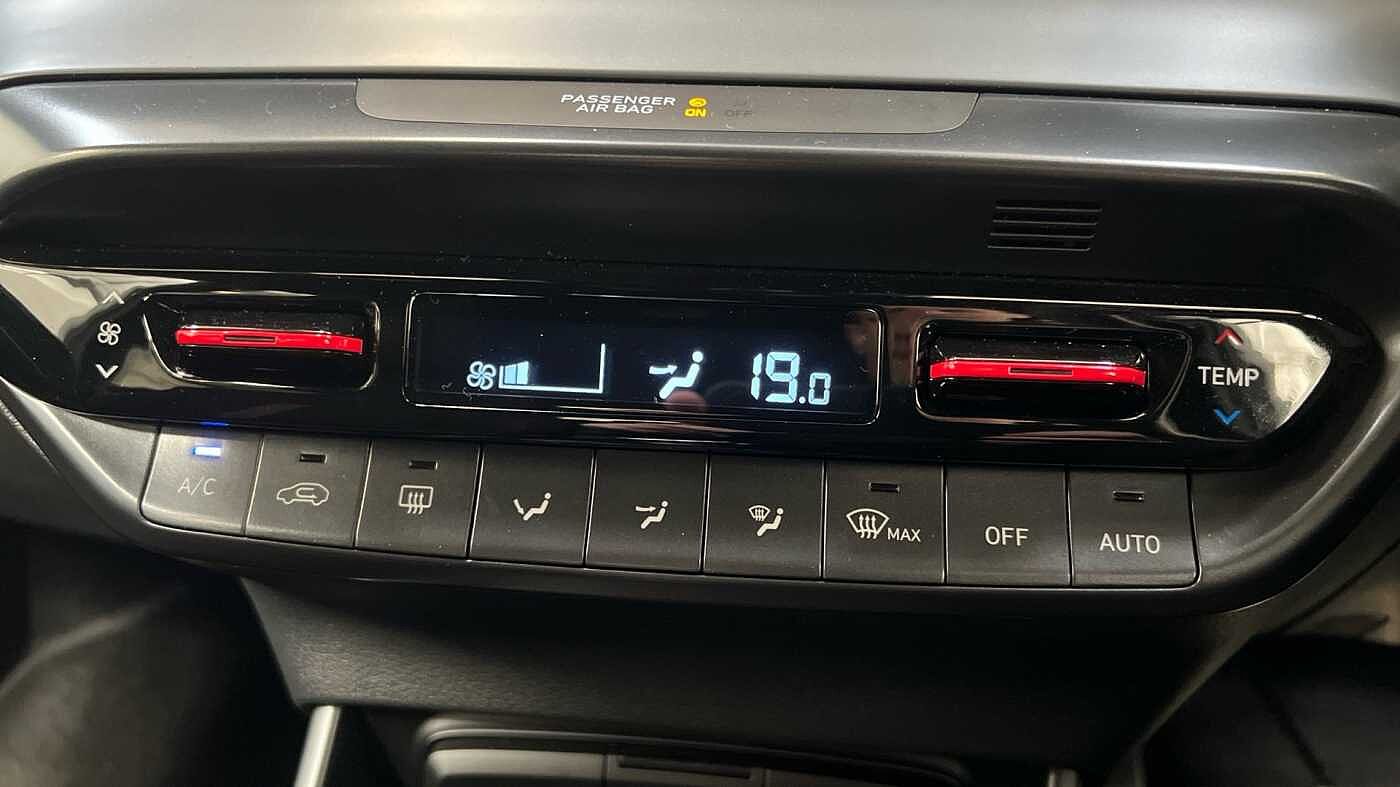 PASSENGER
AIR BAG
ON OFF
19.0
TEMP
A/C
MAX
OFF
AUTO